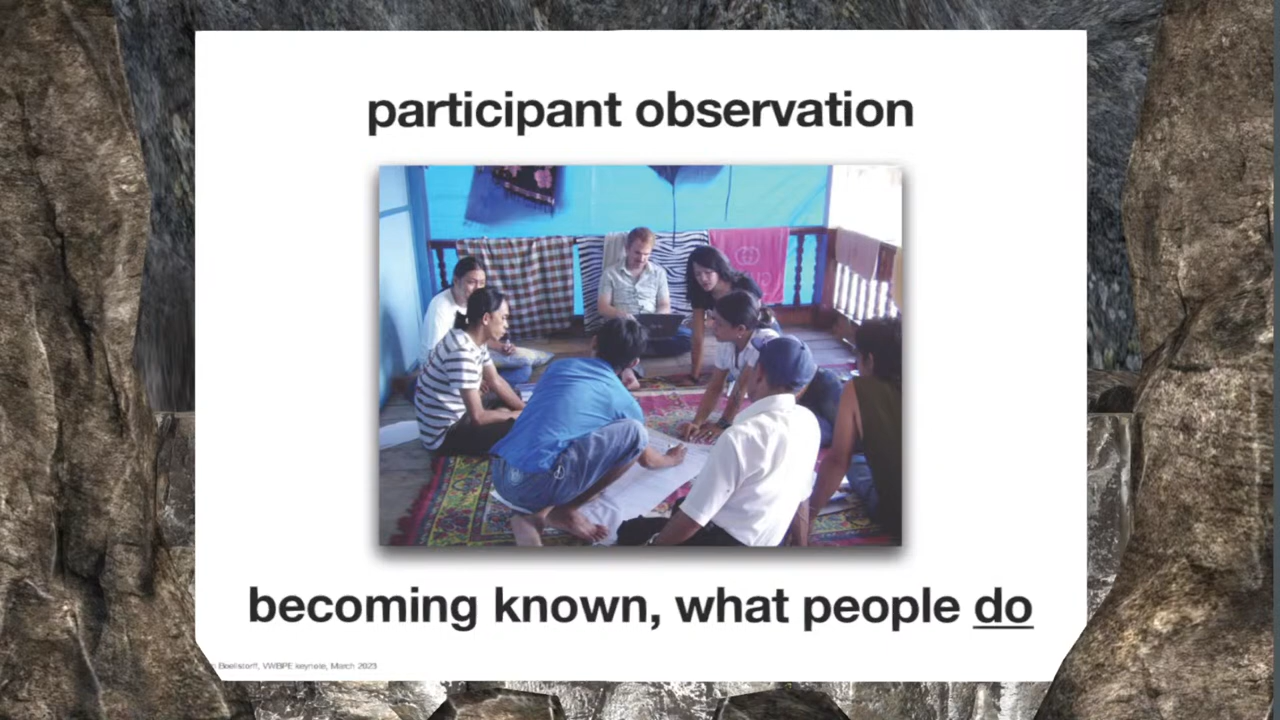 participant observation
becoming known, what people do
Boellstorff, VWBPE keynote, March 2023